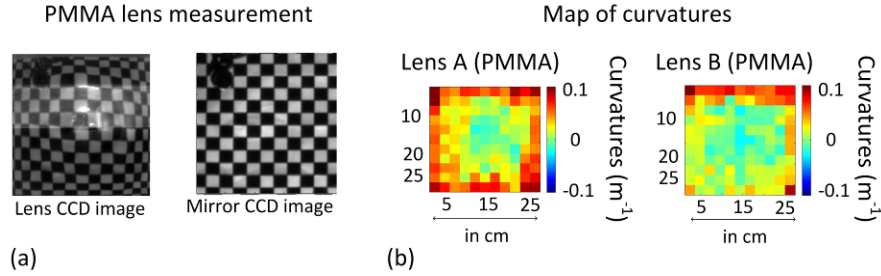 PMMA lens measurement
Lens CCD image
Mirror CCD image
(a)
Map of curvatures
Lens A (PMMA)
10
20
25
5 15 25
in cm
0.1
0
-0.1
Curvatures (m⁻¹)
Lens B (PMMA)
10
20
25
5 15 25
in cm
0.1
0
-0.1
Curvatures (m⁻¹)
(b)